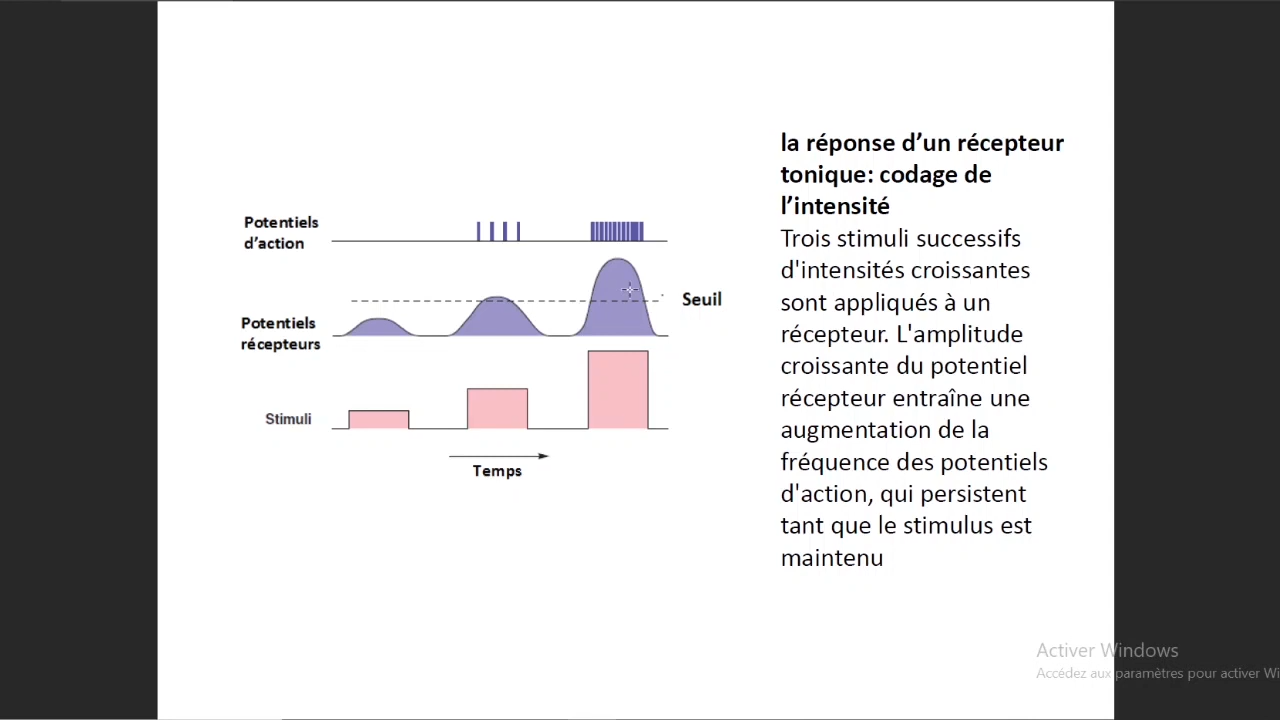 la réponse d’un récepteur
tonique: codage de
l’intensité
Trois stimuli successifs
d'intensités croissantes
sont appliqués à un
récepteur. L'amplitude
croissante du potentiel
récepteur entraîne une
augmentation de la
fréquence des potentiels
d'action, qui persistent
tant que le stimulus est
maintenu
Potentiels
d’action
Seuil
Potentiels
récepteurs
Stimuli
Temps
Activer Windows
Accédez aux paramètres pour activer Wi